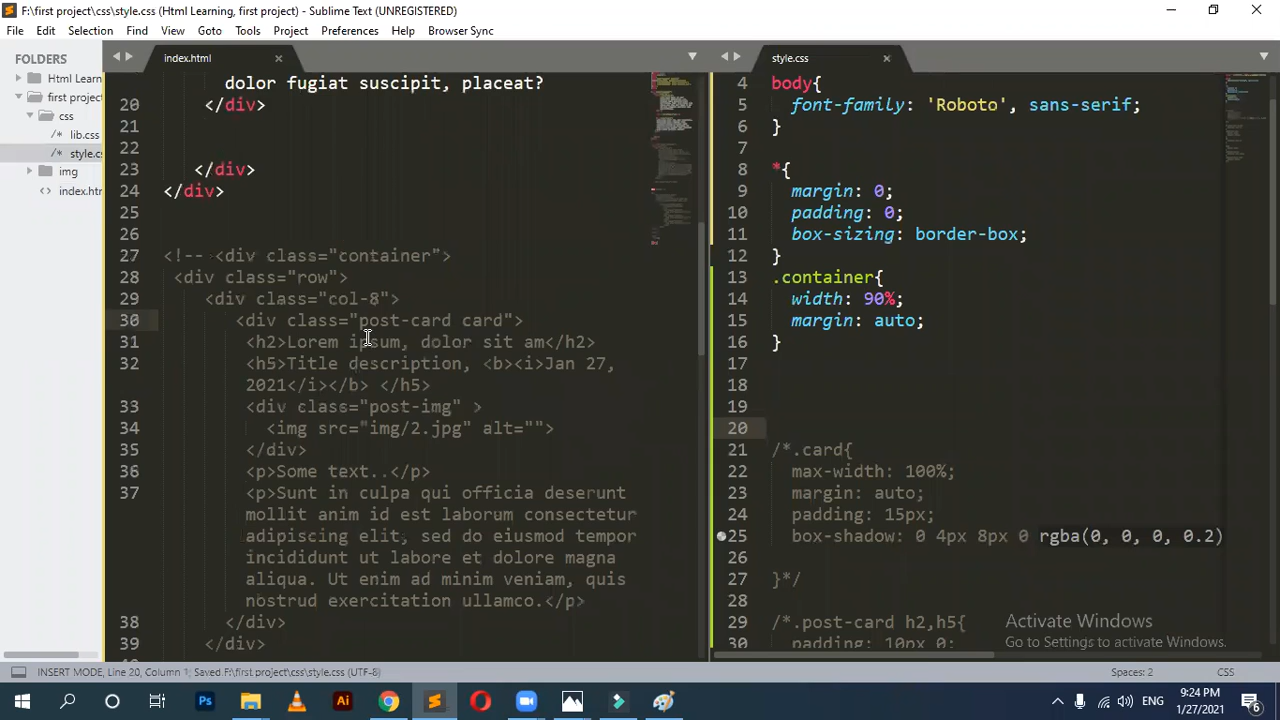 F:\first project\css\style.css (Html Learning, first project) - Sublime Text (UNREGISTERED)
File Edit Selection Find View Goto Tools Project Preferences Help Browser Sync
FOLDERS
Html Learn
first projec
css
lib.css
/* style.cs
img
index.htn
index.html
dolor fugiat suscipit, placeat?
20 </div>
21
22
23 </div>
24 </div>
25
26
27 <!-- <div class="container">
28 <div class="row">
29 <div class="col-8">
30 <div class="post-card card">
31 <h2>Lorem ipsum, dolor sit am</h2>
32 <h5>Title description, <b><i>Jan 27,
2021</i></b> </h5>
33 <div class="post-img" >
34 <img src="img/2.jpg" alt="">
35 </div>
36 <p>Some text..</p>
37 <p>Sunt in culpa qui officia deserunt
mollit anim id est laborum consectetur
adipiscing elit, sed do eiusmod tempor
incididunt ut labore et dolore magna
aliqua. Ut enim ad minim veniam, quis
nostrud exercitation ullamco.</p>
38 </div>
39 </div>
style.css
4 body{
5 font-family: 'Roboto', sans-serif;
6 }
7
8 *{
9 margin: 0;
10 padding: 0;
11 box-sizing: border-box;
12 }
13 .container{
14 width: 90%;
15 margin: auto;
16 }
17
18
19
20
21 /*.card{
22 max-width: 100%;
23 margin: auto;
24 padding: 15px;
25 box-shadow: 0 4px 8px 0 rgba(0, 0, 0, 0.2)
26
27 }*/
28
29 /*.post-card h2,h5{
30 padding: 10px 0;
Activate Windows
Go to Settings to activate Windows.
INSERT MODE, Line 20, Column 1; Saved F:\first project\css\style.css (UTF-8)
Spaces: 2
CSS
Ps
Ai
ENG
9:24 PM
1/27/2021
6